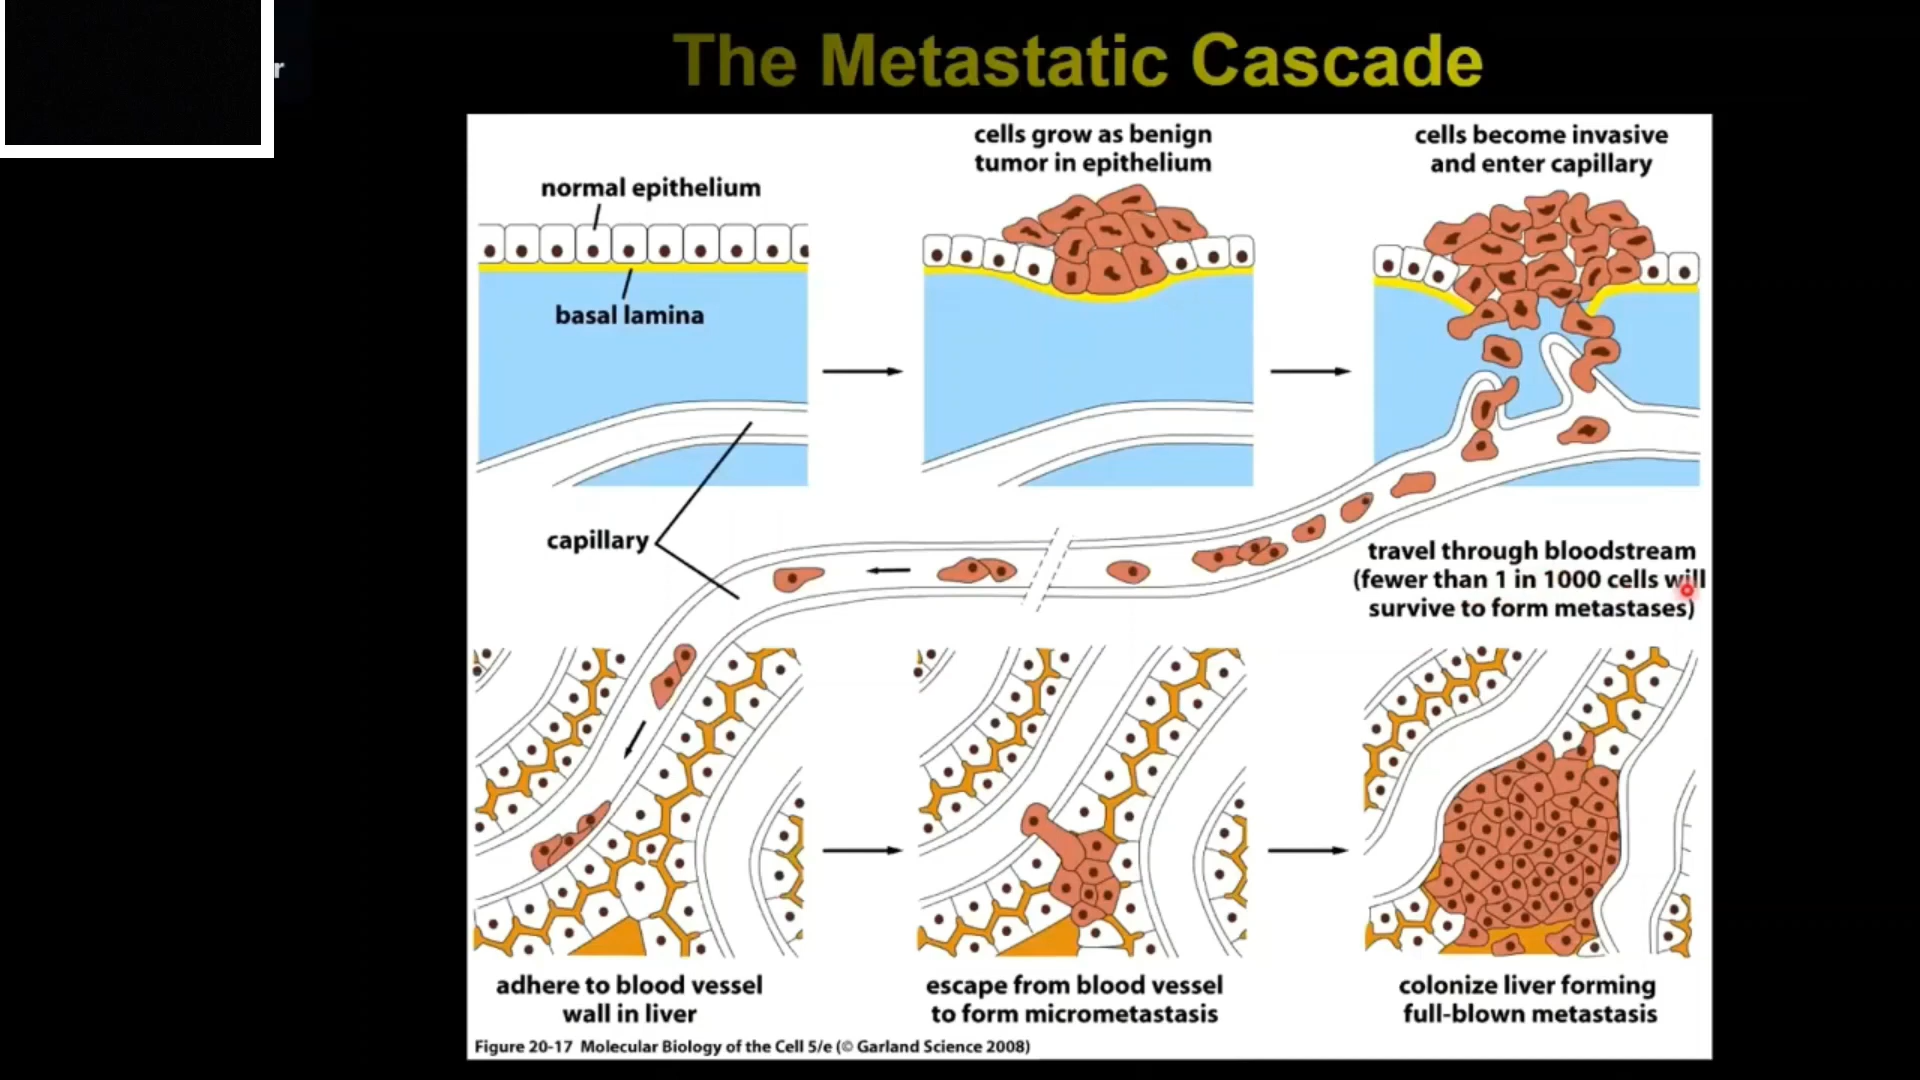 r
The Metastatic Cascade
normal epithelium
basal lamina
cells grow as benign
tumor in epithelium
cells become invasive
and enter capillary
capillary
travel through bloodstream
(fewer than 1 in 1000 cells will
survive to form metastases)
adhere to blood vessel
wall in liver
escape from blood vessel
to form micrometastasis
colonize liver forming
full-blown metastasis
Figure 20-17 Molecular Biology of the Cell 5/e (© Garland Science 2008)